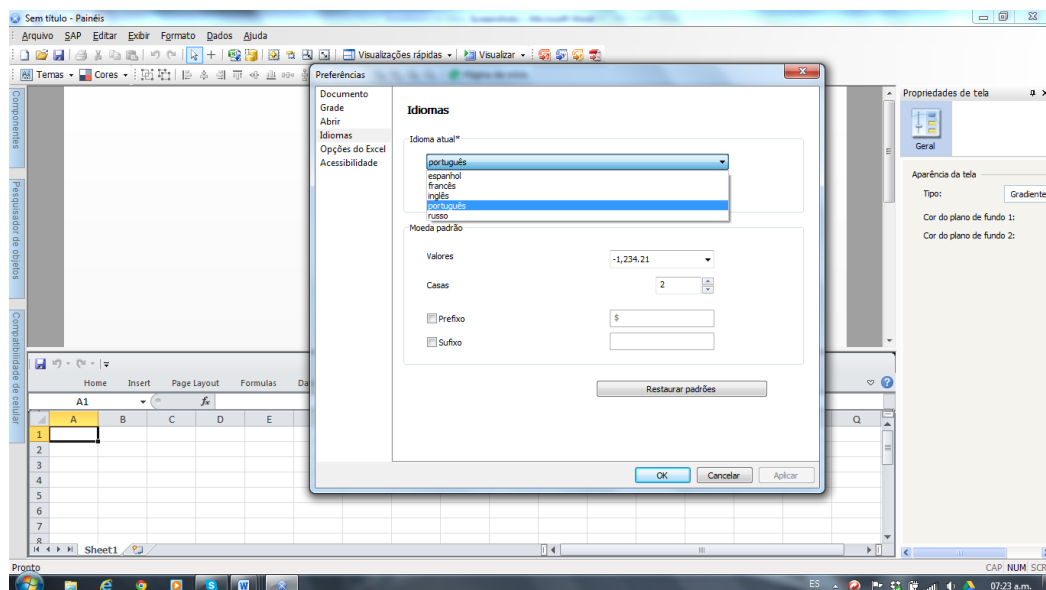 Sem título - Painéis
Arquivo SAP Editar Exibir Formato Dados Ajuda
Visualizações rápidas Visualizar
Temas Cores
Componentes
Pesquisador de objetos
Compatibilidade de celular
Preferências
Documento
Grade
Abrir
Idiomas
Opções do Excel
Acessibilidade
Idiomas
Idioma atual*
português
espanhol
francês
inglês
português
russo
Moeda padrão
Valores -1,234.21
Casas 2
Prefixo $
Sufixo
Restaurar padrões
OK Cancelar Aplicar
Propriedades de tela
Geral
Aparência da tela
Tipo: Gradiente
Cor do plano de fundo 1:
Cor do plano de fundo 2:
Home Insert Page Layout Formulas Da
A1 fx
A B C D E Q
1
2
3
4
5
6
7
8
Sheet1
Pronto
CAP NUM SCR
ES 07:23 a.m.